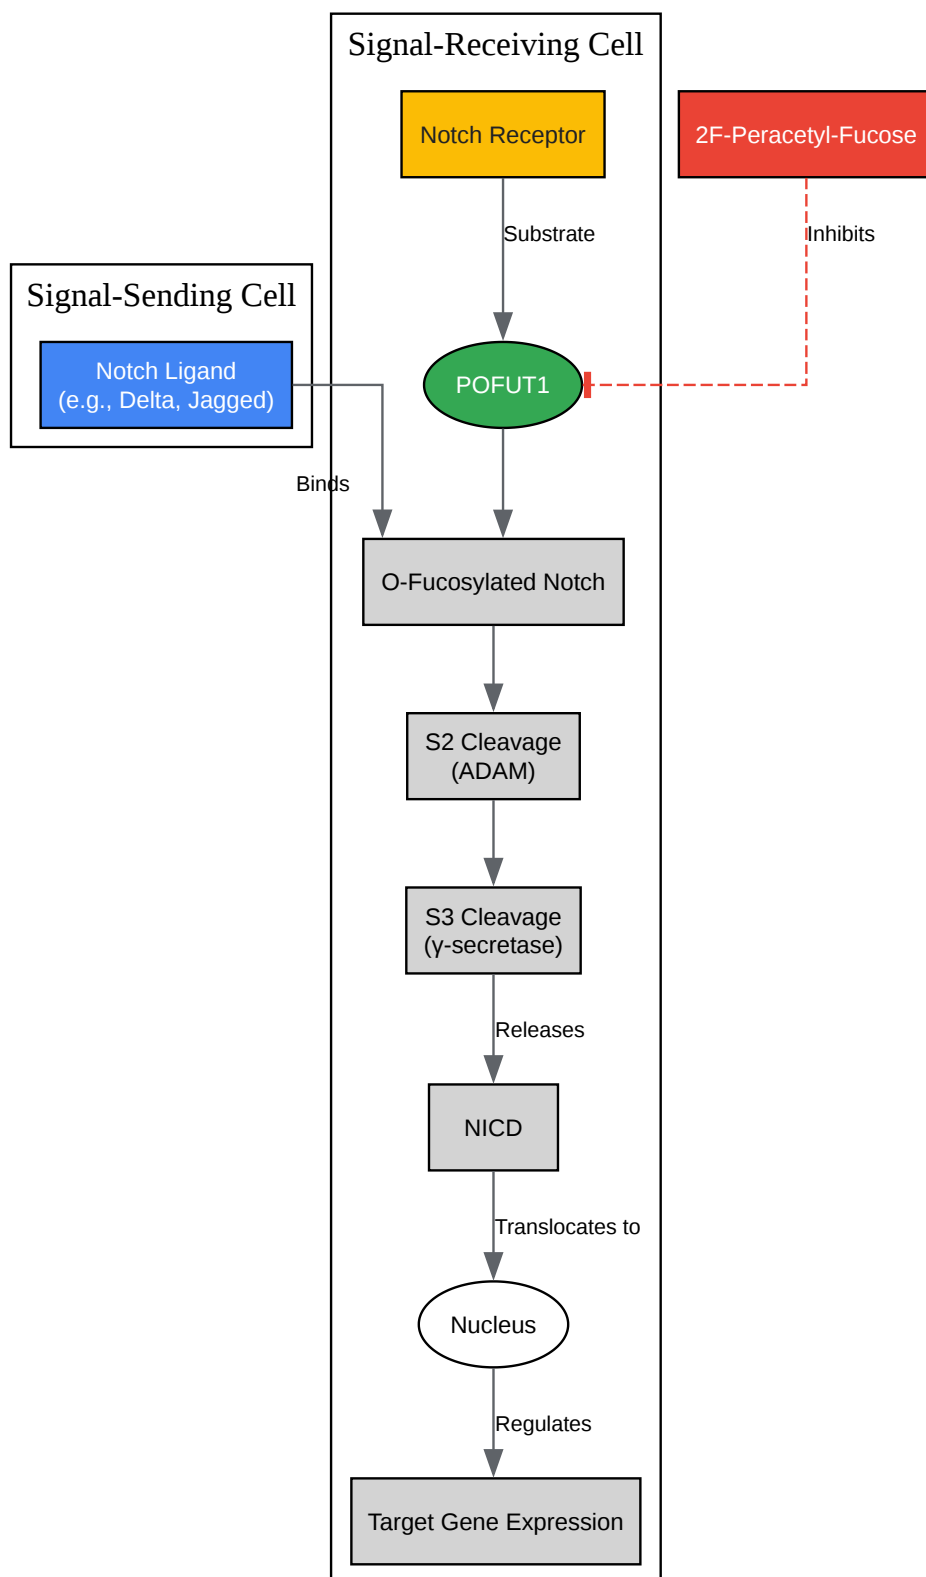 Signal-Receiving Cell
Notch Receptor
2F-Peracetyl-Fucose
Substrate
Inhibits
Signal-Sending Cell
Notch Ligand
(e.g., Delta, Jagged)
POFUT1
Binds
O-Fucosylated Notch
S2 Cleavage
(ADAM)
S3 Cleavage
(γ-secretase)
Releases
NICD
Translocates to
Nucleus
Regulates
Target Gene Expression